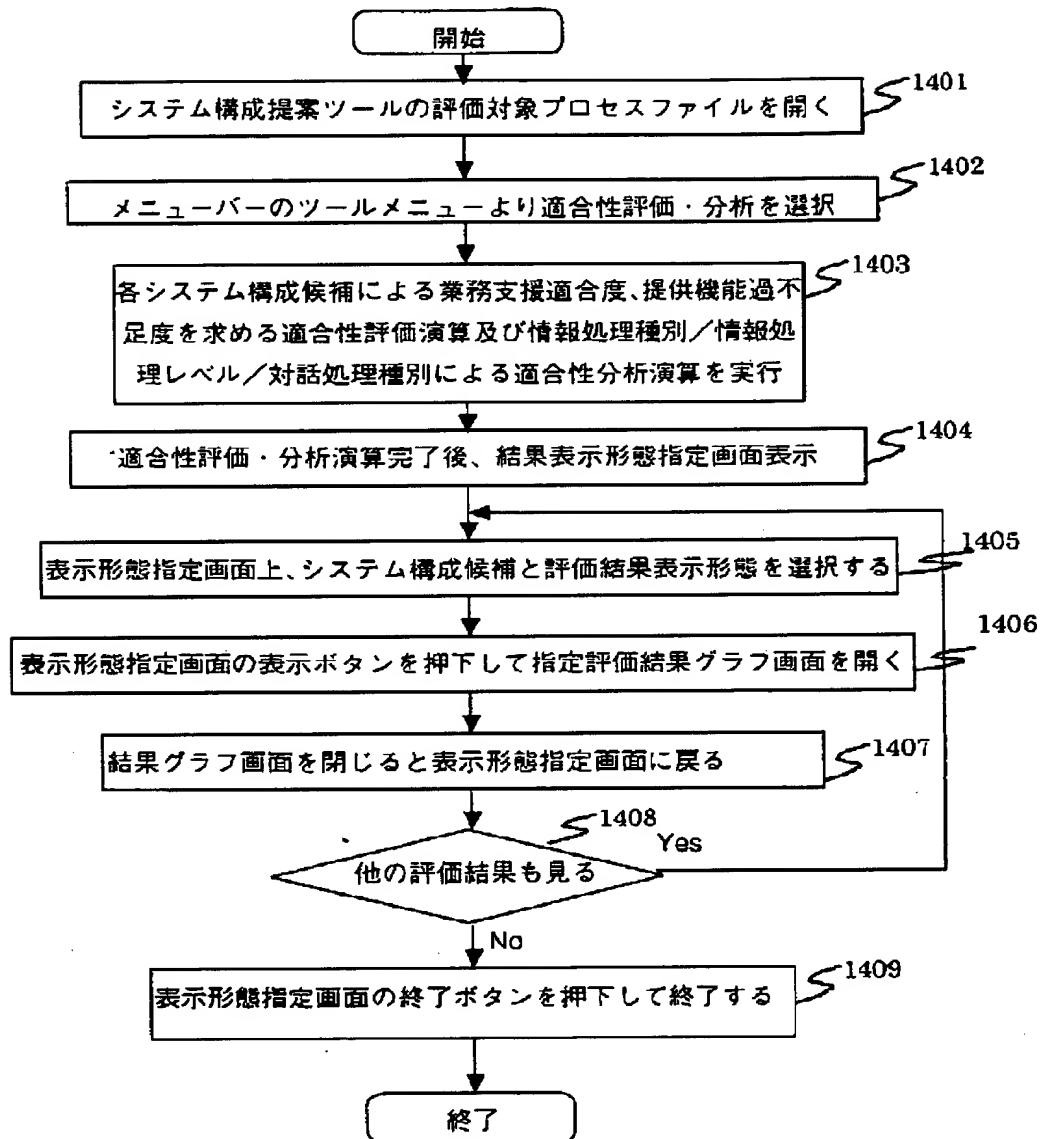 開始
1401
システム構成提案ツールの評価対象プロセスファイルを開く
1402
メニューバーのツールメニューより適合性評価・分析を選択
1403
各システム構成候補による業務支援適合度、提供機能過不
足度を求める適合性評価演算及び情報処理種別／情報処
理レベル／対話処理種別による適合性分析演算を実行
1404
適合性評価・分析演算完了後、結果表示形態指定画面表示
1405
表示形態指定画面上、システム構成候補と評価結果表示形態を選択する
1406
表示形態指定画面の表示ボタンを押下して指定評価結果グラフ画面を開く
1407
結果グラフ画面を閉じると表示形態指定画面に戻る
1408
Yes
他の評価結果も見る
No
1409
表示形態指定画面の終了ボタンを押下して終了する
終了